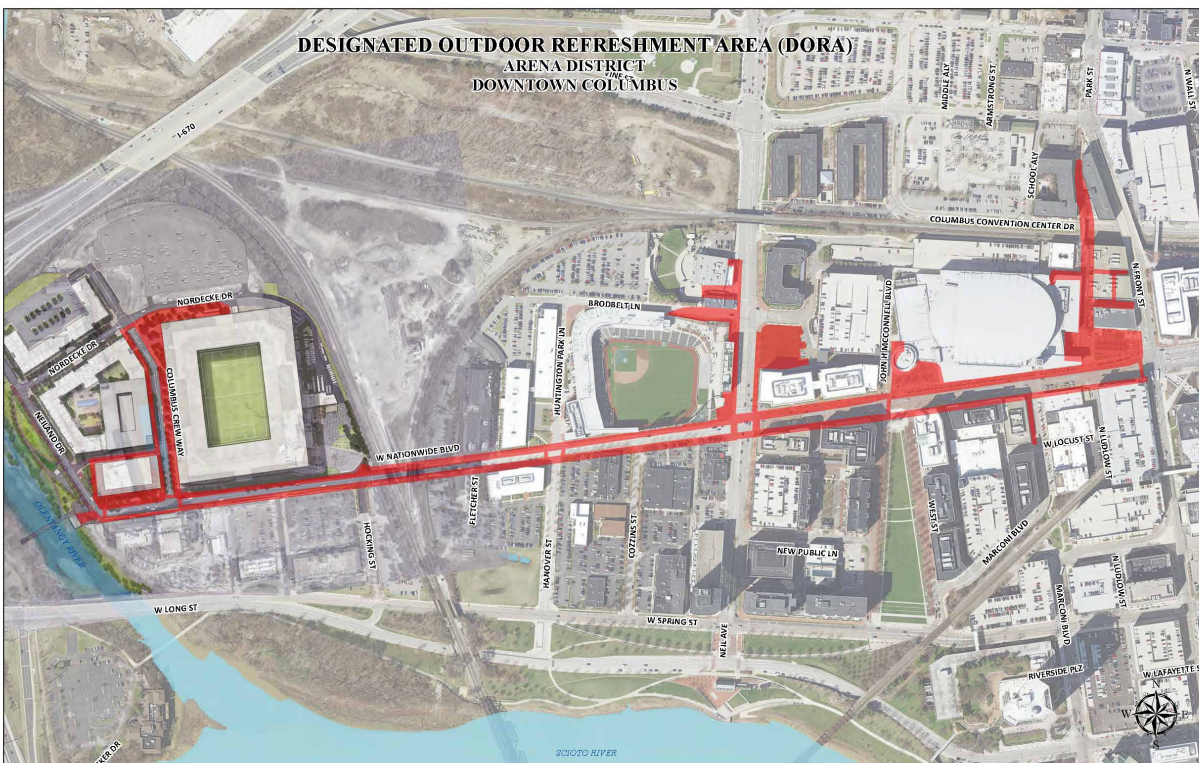 DESIGNATED OUTDOOR REFRESHMENT AREA (DORA)
ARENA DISTRICT
VINE ST
DOWNTOWN COLUMBUS
I-670
MIDDLE ALY
ARMSTRONG ST
PARK ST
N WALL ST
SCHOOL ALY
COLUMBUS CONVENTION CENTER DR
N FRONT ST
NORDECKE DR
BRODBELT LN
JOHN H MCCONNELL BLVD
NORDECKE DR
HUNTINGTON PARK LN
COLUMBUS CREW WAY
NEILAND DR
W NATIONWIDE BLVD
W LOCUST ST
N LUDLOW ST
OLENTANGY RIVER
HOCKING ST
FLETCHER ST
HANOVER ST
COZZINS ST
WEST ST
MARCONI BLVD
NEW PUBLIC LN
N LUDLOW ST
MARCONI BLVD
W LONG ST
W SPRING ST
NEIL AVE
RIVERSIDE PLZ
W LAFAYETTE S
N
W
E
S
SCIOTO RIVER
KER DR